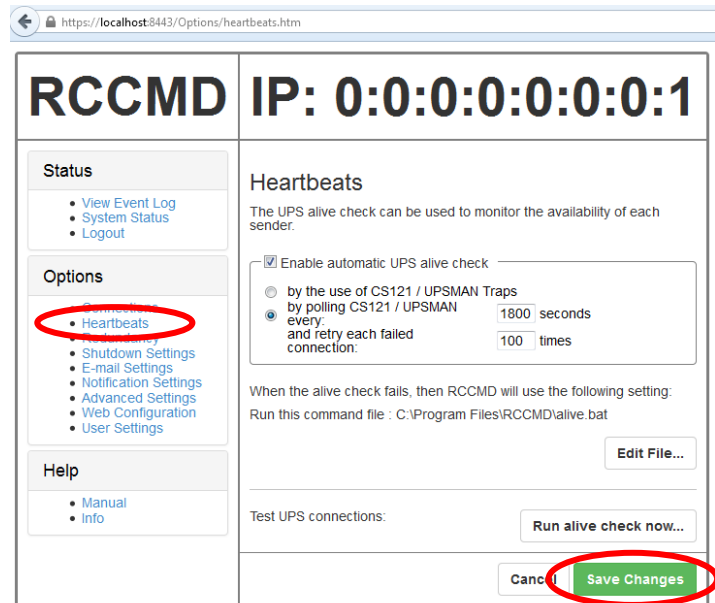 https://localhost:8443/Options/heartbeats.htm
RCCMD
IP: 0:0:0:0:0:0:0:1
Status
View Event Log
System Status
Logout
Options
Connections
Heartbeats
Redundancy
Shutdown Settings
E-mail Settings
Notification Settings
Advanced Settings
Web Configuration
User Settings
Help
Manual
Info
Heartbeats
The UPS alive check can be used to monitor the availability of each
sender.
Enable automatic UPS alive check
by the use of CS121 / UPSMAN Traps
by polling CS121 / UPSMAN
every: 1800 seconds
and retry each failed
connection: 100 times
When the alive check fails, then RCCMD will use the following setting:
Run this command file : C:\Program Files\RCCMD\alive.bat
Edit File...
Test UPS connections:
Run alive check now...
Cancel
Save Changes